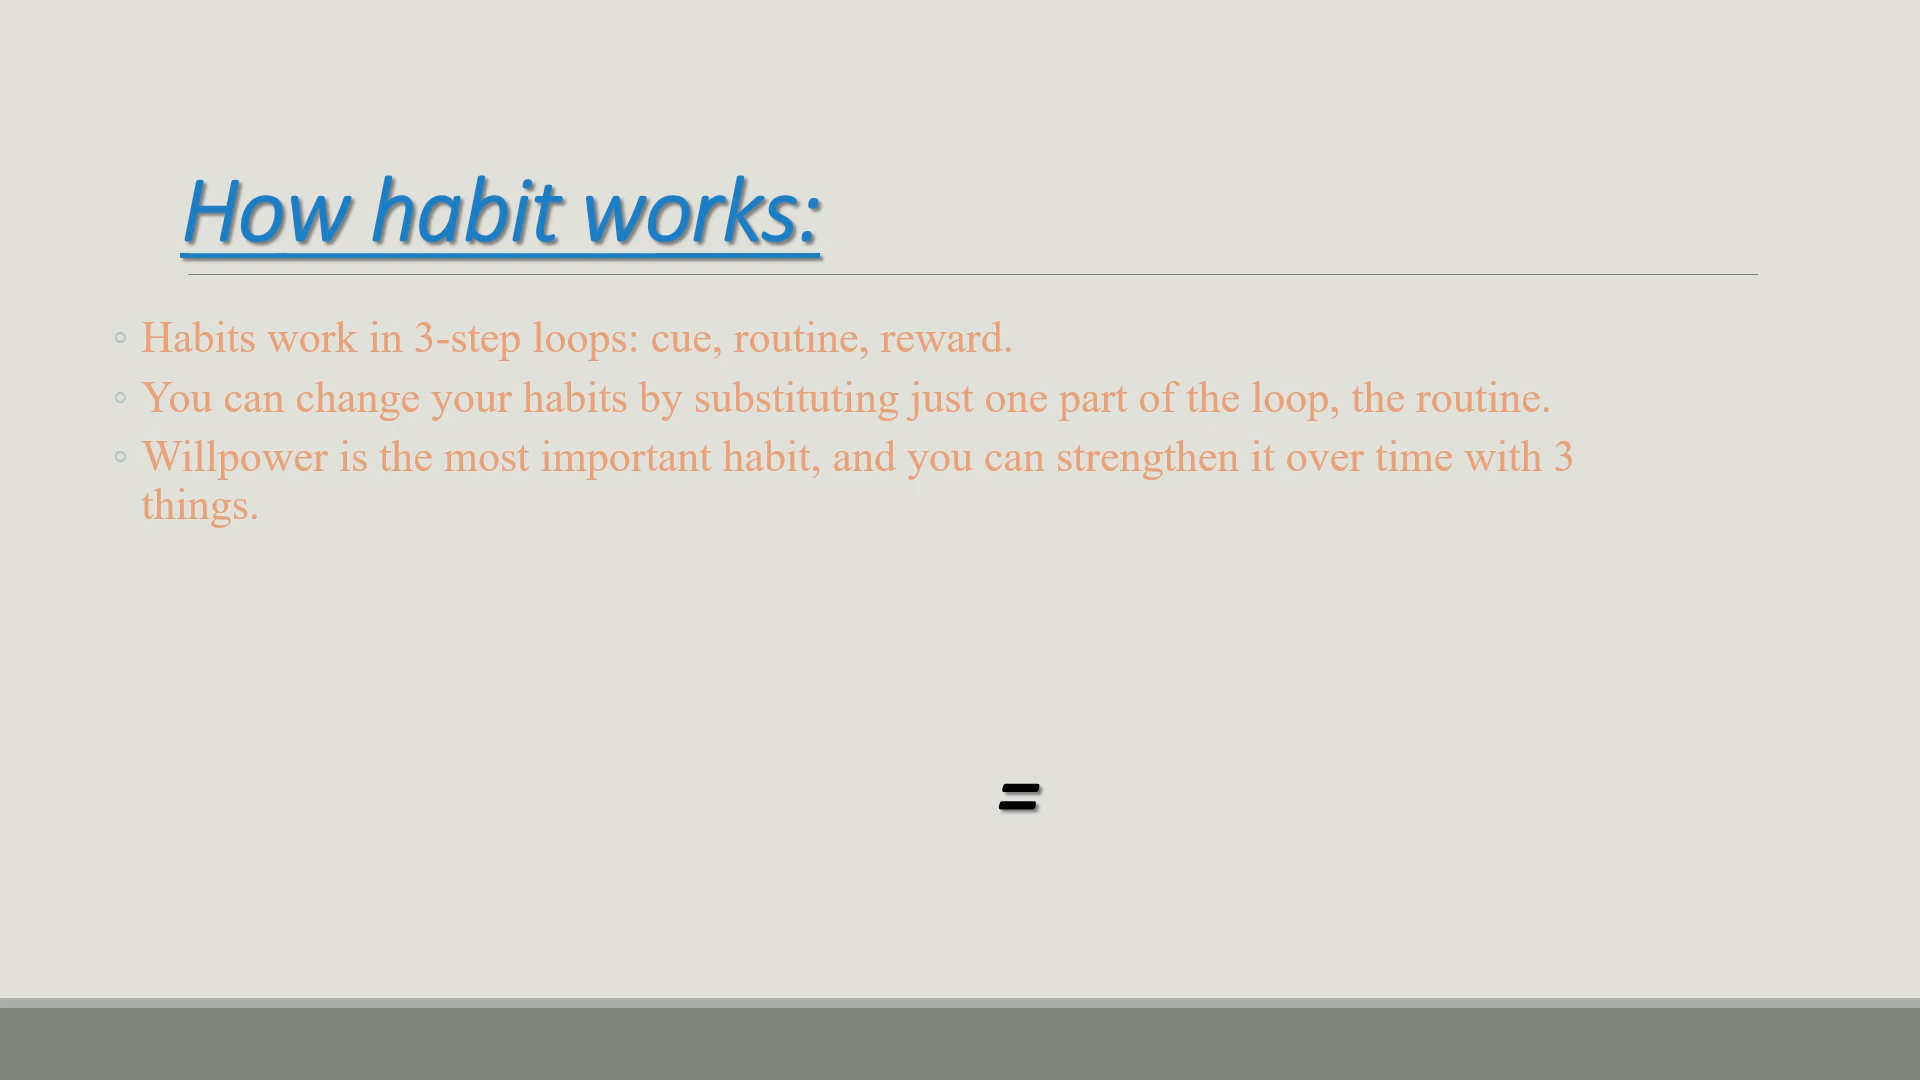 How habit works:
◦ Habits work in 3-step loops: cue, routine, reward.
◦ You can change your habits by substituting just one part of the loop, the routine.
◦ Willpower is the most important habit, and you can strengthen it over time with 3
things.
=